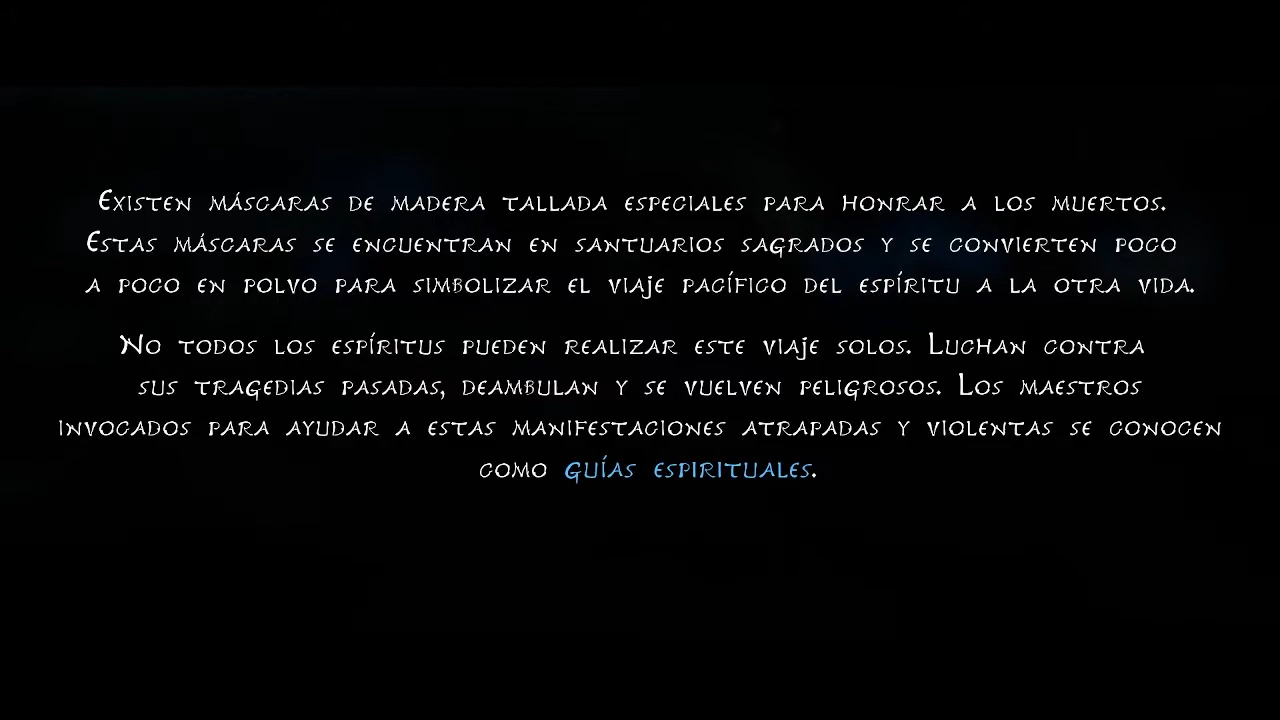 Existen máscaras de madera tallada especiales para honrar a los muertos.
Estas máscaras se encuentran en santuarios sagrados y se convierten poco
a poco en polvo para simbolizar el viaje pacífico del espíritu a la otra vida.
No todos los espíritus pueden realizar este viaje solos. Luchan contra
sus tragedias pasadas, deambulan y se vuelven peligrosos. Los maestros
invocados para ayudar a estas manifestaciones atrapadas y violentas se conocen
como guías espirituales.